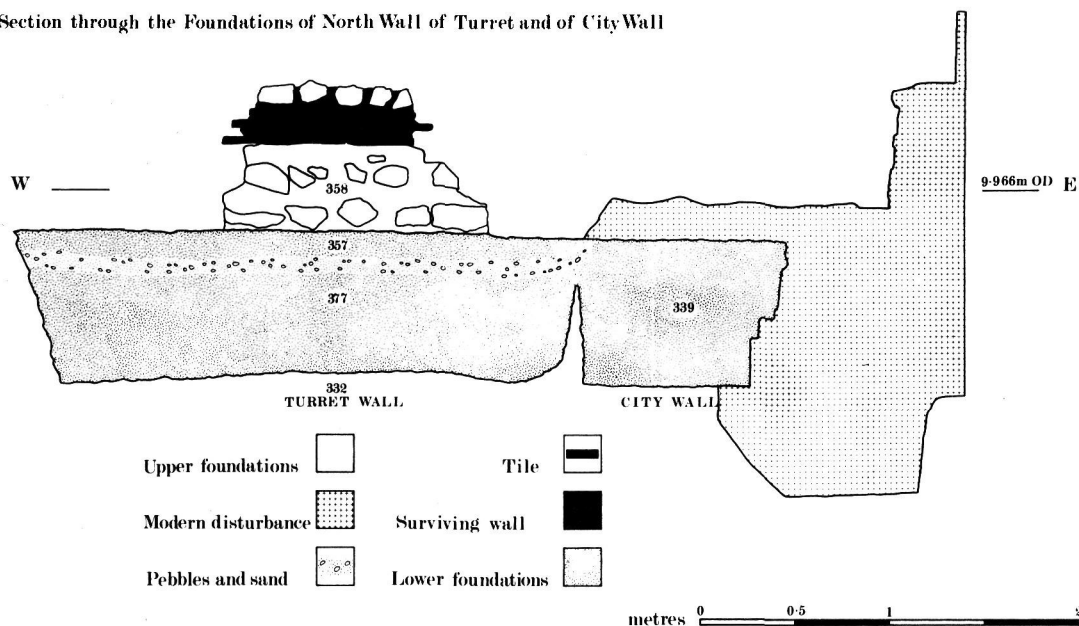 Section through the Foundations of North Wall of Turret and of City Wall
W
358
9·966m OD E
357
377
339
332
TURRET WALL
CITY WALL
Upper foundations
Tile
Modern disturbance
Surviving wall
Pebbles and sand
Lower foundations
metres 0 0·5 1